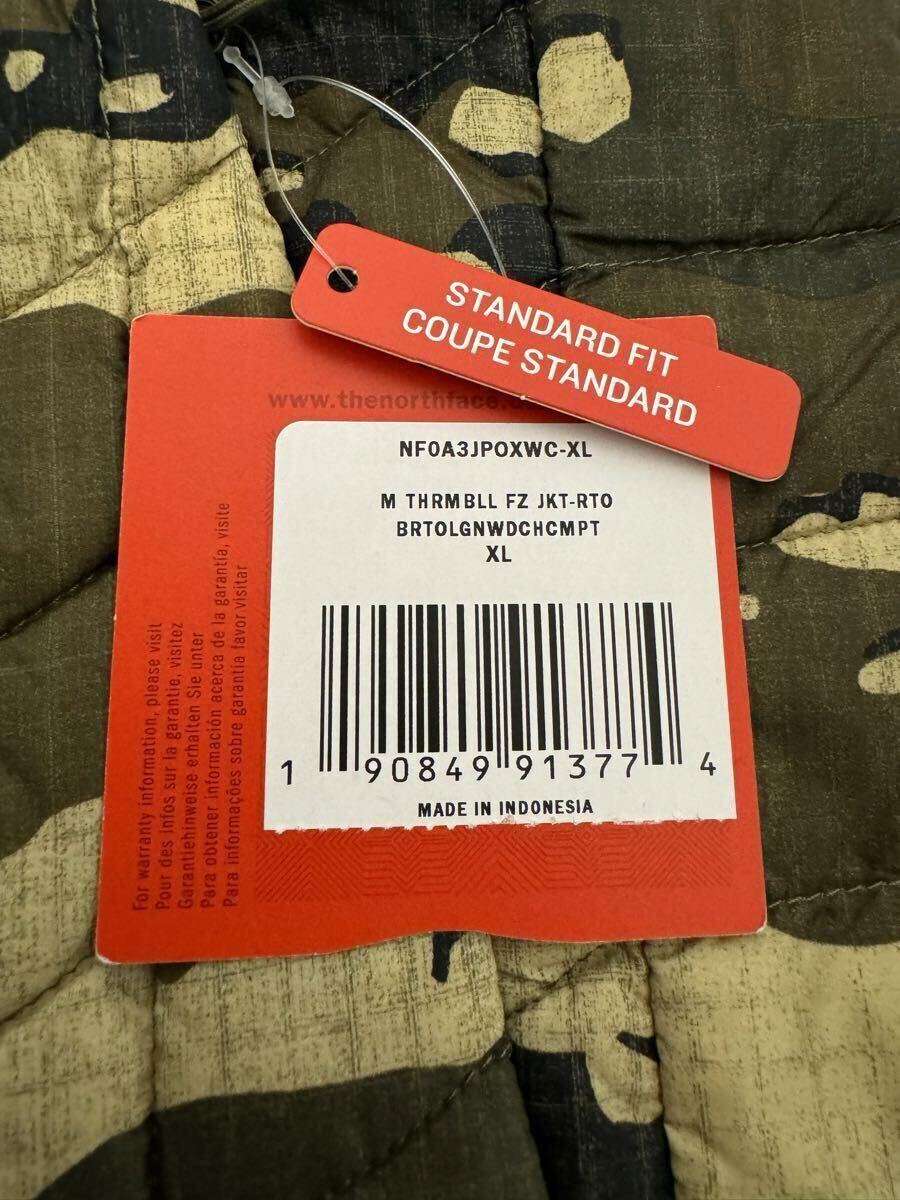 STANDARD FIT
COUPE STANDARD
www.thenorthface.
NF0A3JPOXWC-XL
M THRMBLL FZ JKT-RTO
BRTOLGNWDCHCMPT
XL
1 90849 91377 4
MADE IN INDONESIA
For warranty information, please visit
Pour des infos sur la garantie, visitez
Garantiehinweise erhalten Sie unter
Para obtener información acerca de la garantía, visite
Para informações sobre garantia favor visitar